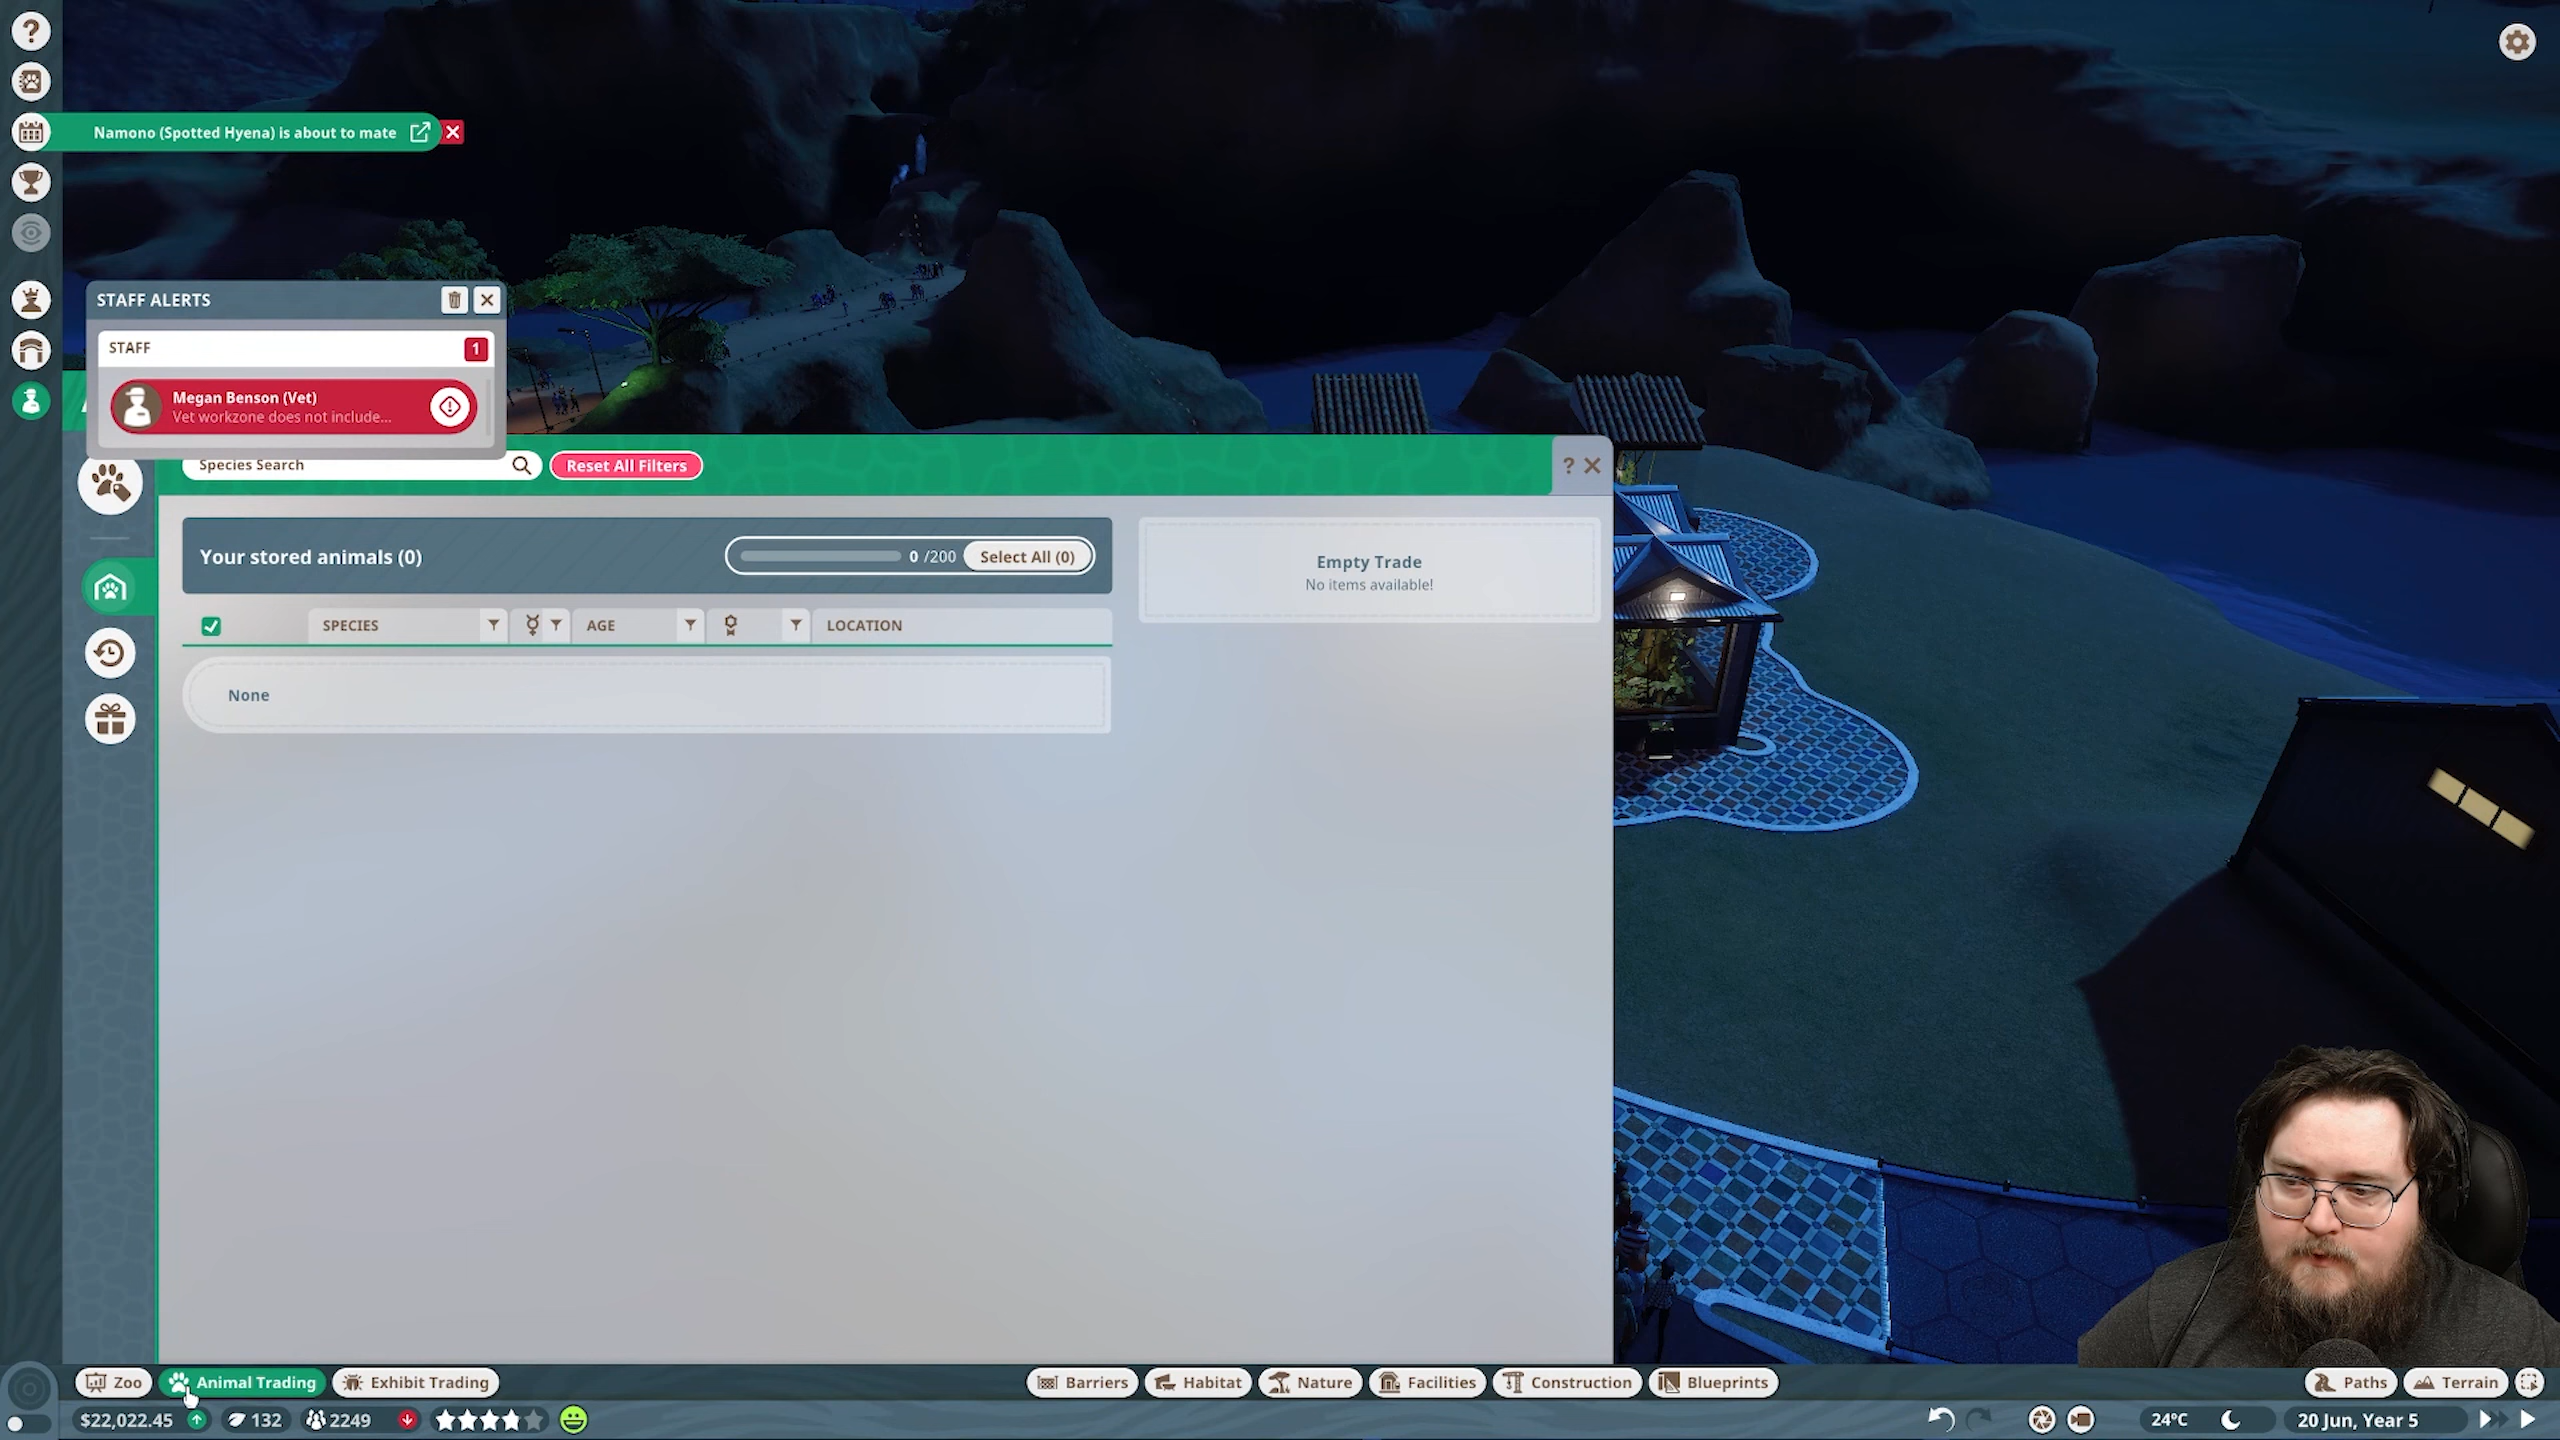 Namono (Spotted Hyena) is about to mate
STAFF ALERTS
STAFF
1
Megan Benson (Vet)
Vet workzone does not include...
Species Search
Reset All Filters
?
Your stored animals (0)
0 /200
Select All (0)
Empty Trade
No items available!
SPECIES
AGE
LOCATION
None
Zoo
Animal Trading
Exhibit Trading
Barriers
Habitat
Nature
Facilities
Construction
Blueprints
Paths
Terrain
$22,022.45
132
2249
24°C
20 Jun, Year 5